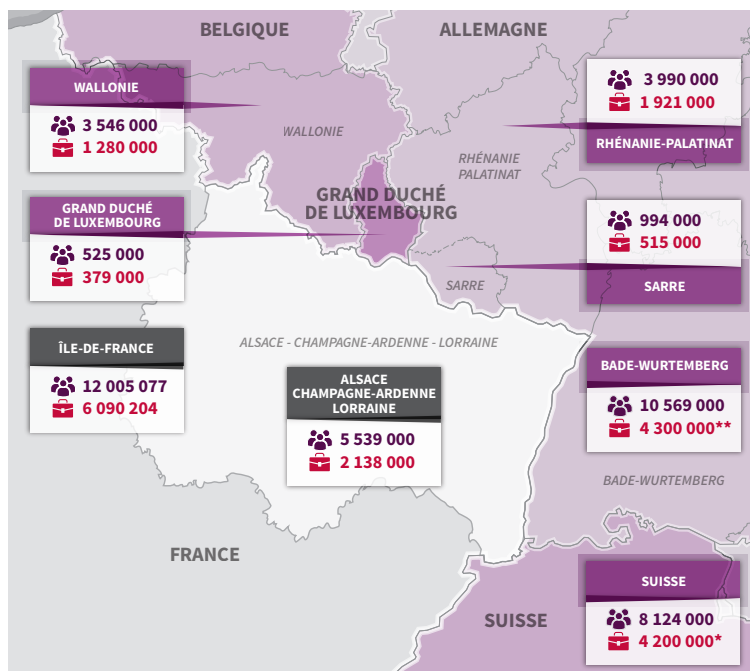 BELGIQUE
ALLEMAGNE
WALLONIE
3 546 000
1 280 000
3 990 000
1 921 000
RHÉNANIE-PALATINAT
WALLONIE
RHÉNANIE
PALATINAT
GRAND DUCHÉ
DE LUXEMBOURG
GRAND DUCHÉ
DE LUXEMBOURG
525 000
379 000
994 000
515 000
SARRE
SARRE
ÎLE-DE-FRANCE
12 005 077
6 090 204
ALSACE - CHAMPAGNE-ARDENNE - LORRAINE
ALSACE
CHAMPAGNE-ARDENNE
LORRAINE
5 539 000
2 138 000
BADE-WURTEMBERG
10 569 000
4 300 000**
BADE-WURTEMBERG
FRANCE
SUISSE
SUISSE
8 124 000
4 200 000*